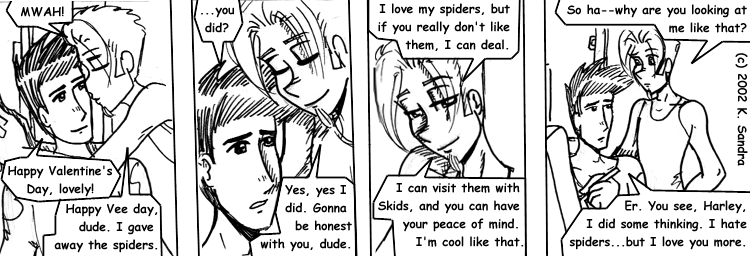 MWAH!
Happy Valentine's
Day, lovely!
Happy Vee day,
dude. I gave
away the spiders.
...you
did?
Yes, yes I
did. Gonna
be honest
with you, dude.
I love my spiders, but
if you really don't like
them, I can deal.
I can visit them with
Skids, and you can have
your peace of mind.
I'm cool like that.
So ha--why are you looking at
me like that?
Er. You see, Harley,
I did some thinking. I hate
spiders...but I love you more.
(c) 2002 K. Sandra